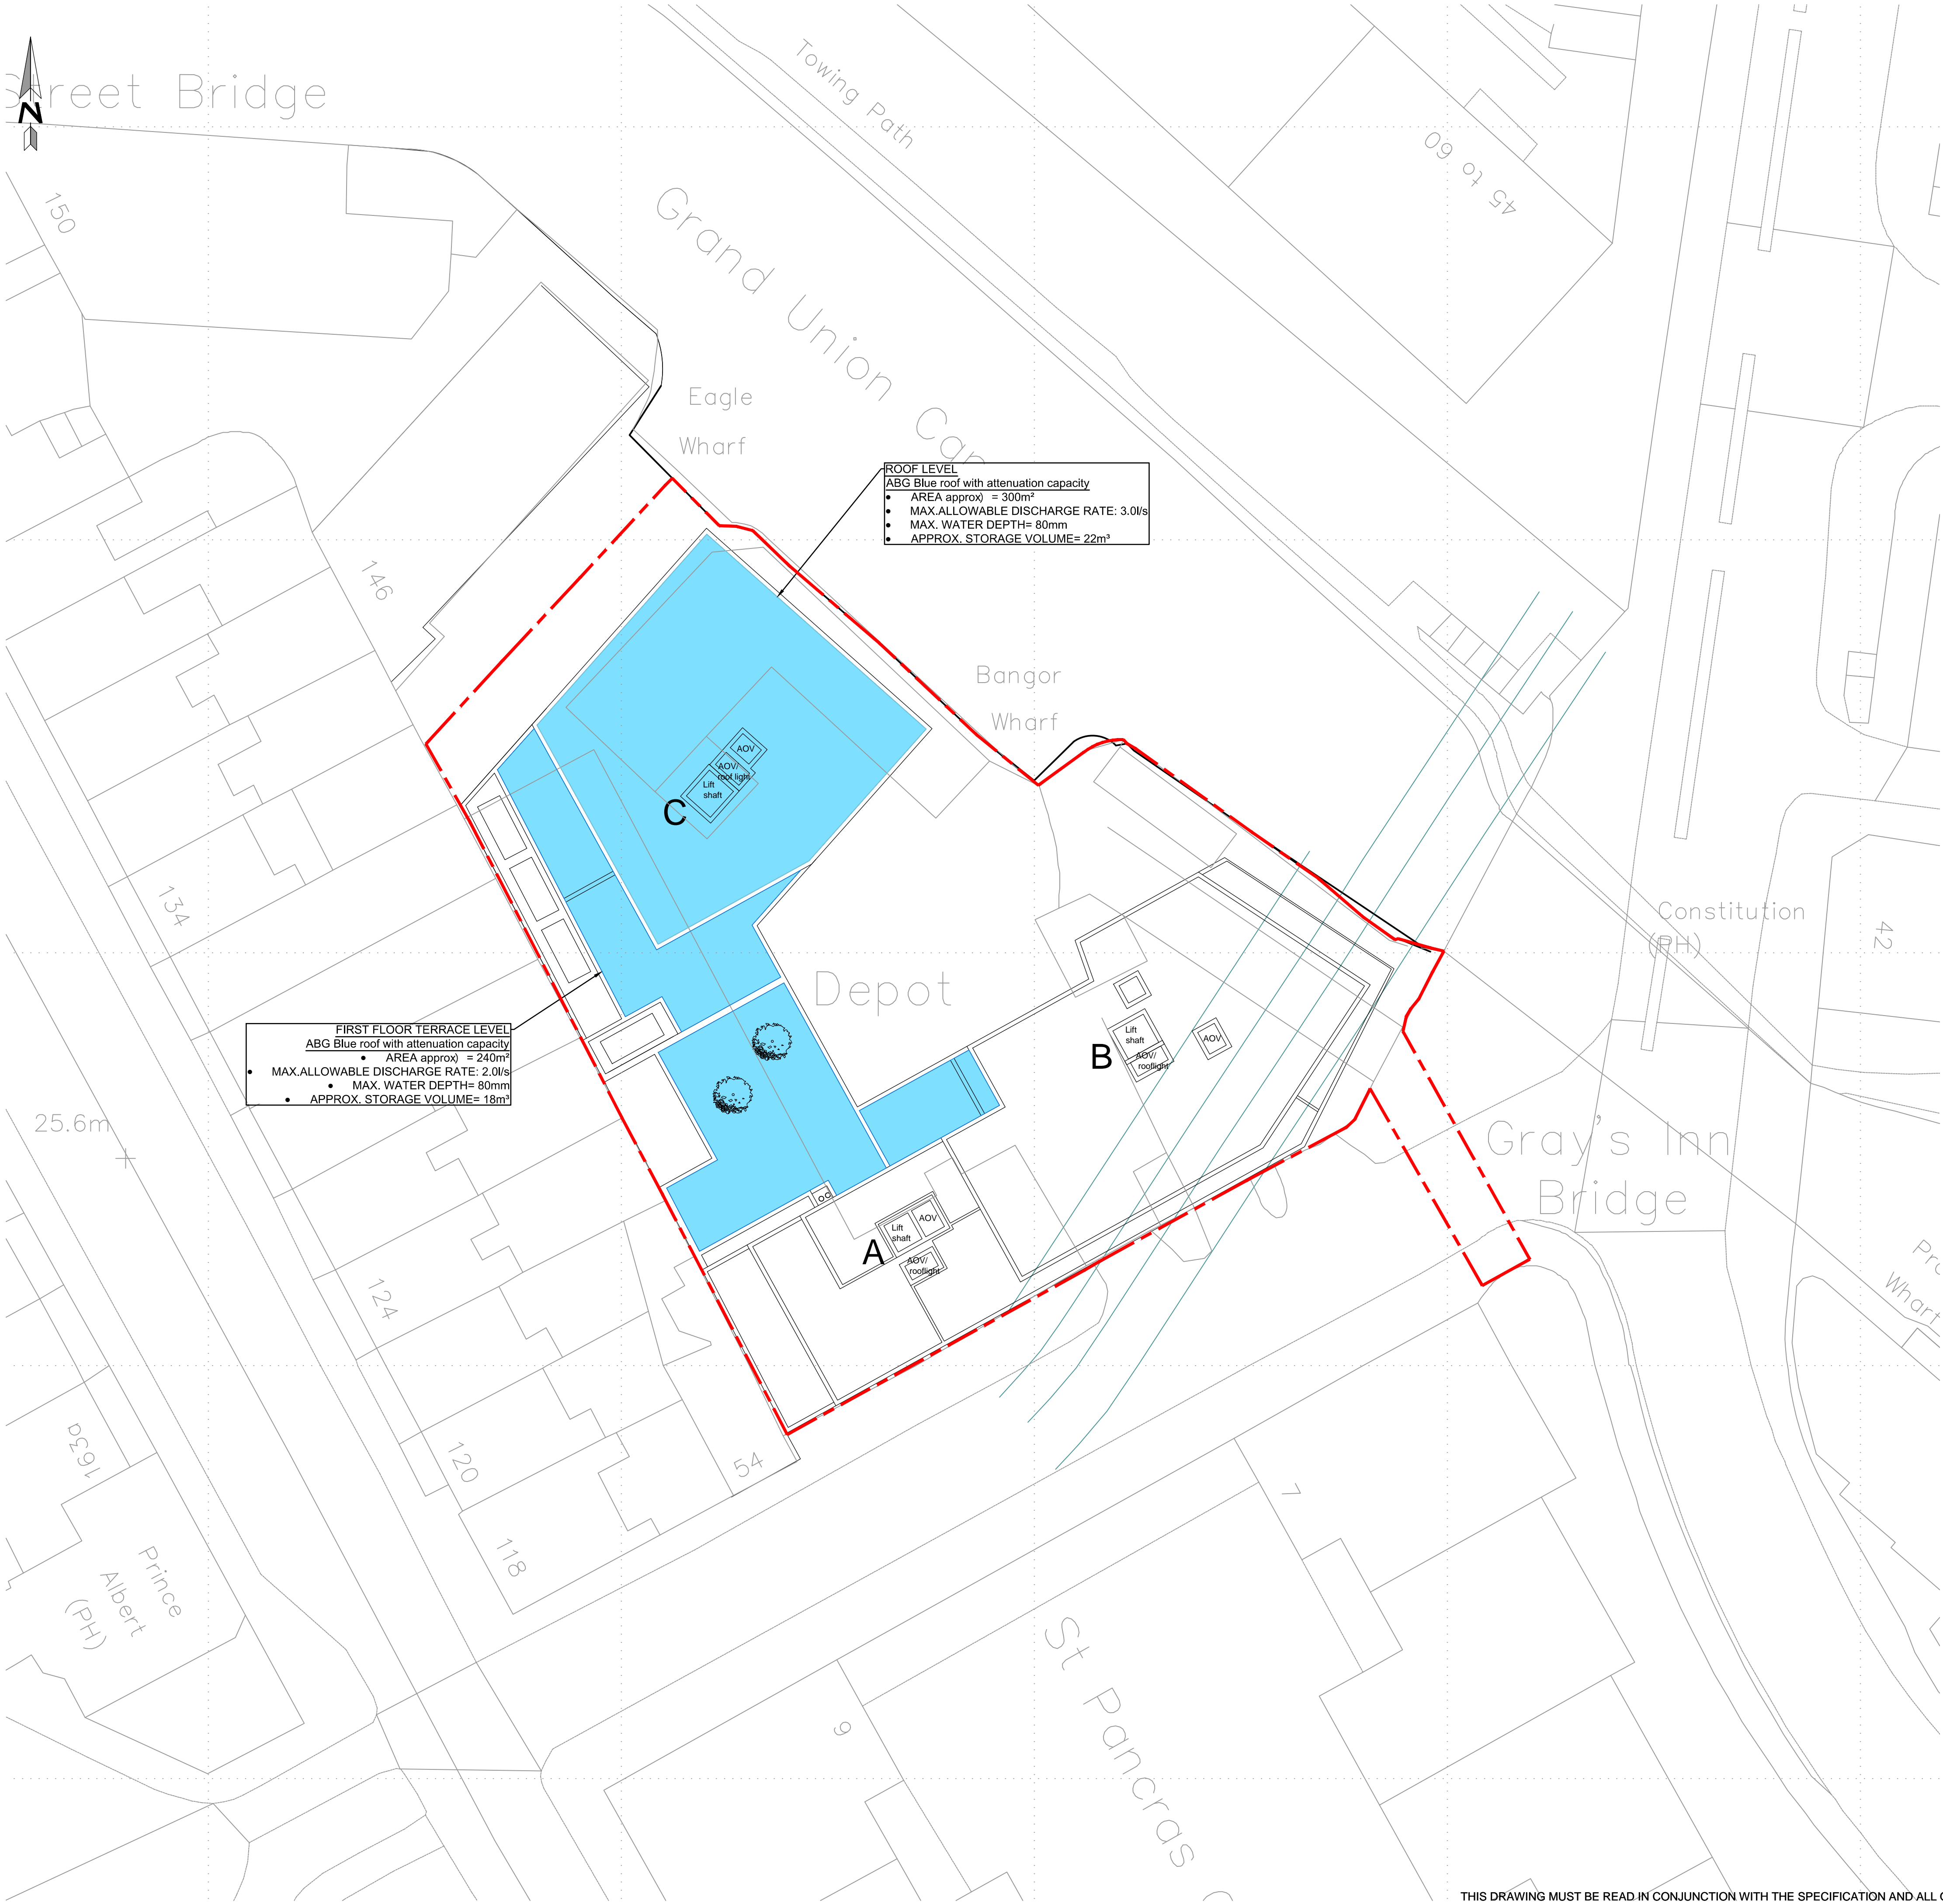 Street Bridge
N
Towing Path
45 to 60
150
Grand Union Can
Eagle
Wharf
ROOF LEVEL
ABG Blue roof with attenuation capacity
● AREA approx) = 300m²
● MAX.ALLOWABLE DISCHARGE RATE: 3.0l/s
● MAX. WATER DEPTH= 80mm
● APPROX. STORAGE VOLUME= 22m³
146
Bangor
Wharf
AOV
AOV/
roof light
Lift
shaft
C
134
Constitution
(PH)
42
Depot
FIRST FLOOR TERRACE LEVEL
ABG Blue roof with attenuation capacity
● AREA approx) = 240m²
● MAX.ALLOWABLE DISCHARGE RATE: 2.0l/s
● MAX. WATER DEPTH= 80mm
● APPROX. STORAGE VOLUME= 18m³
Lift
shaft
AOV
B
AOV/
rooflight
25.6m
Gray's Inn
Bridge
AOV
Lift
shaft
A
AOV/
rooflight
Pro
Wharf
124
163a
120
54
7
118
Prince
Albert
(PH)
St Pancras
9
THIS DRAWING MUST BE READ IN CONJUNCTION WITH THE SPECIFICATION AND ALL